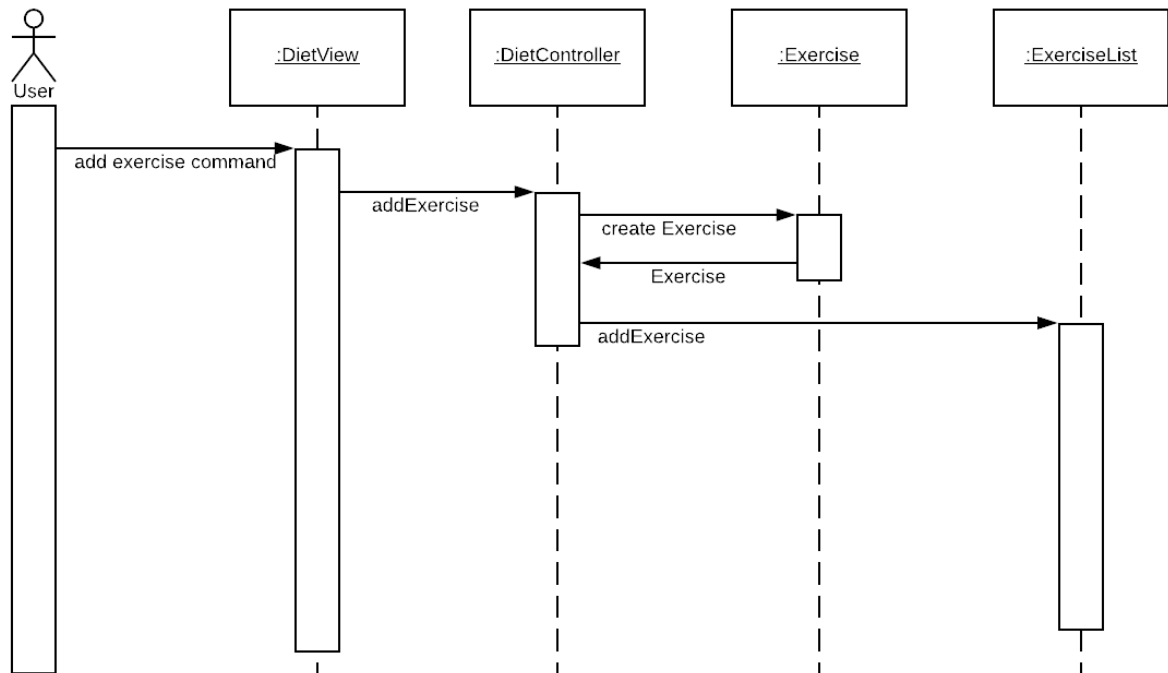 :DietView
:DietController
:Exercise
:ExerciseList
User
add exercise command
addExercise
create Exercise
Exercise
addExercise